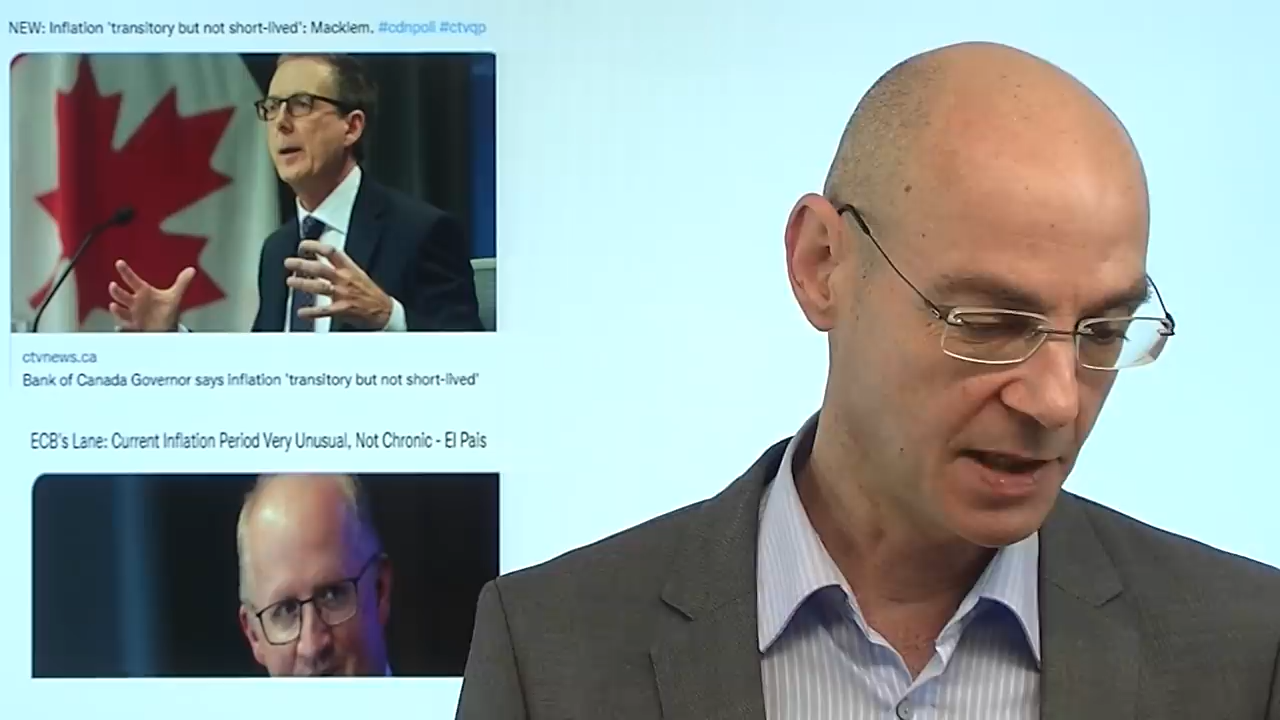 NEW: Inflation 'transitory but not short-lived': Macklem. #cdnpoli #ctvqp
ctvnews.ca
Bank of Canada Governor says inflation 'transitory but not short-lived'
ECB's Lane: Current Inflation Period Very Unusual, Not Chronic - El Pais